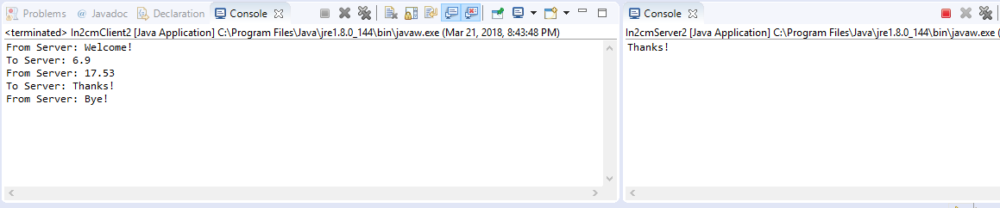 Problems @ Javadoc Declaration Console
<terminated> In2cmClient2 [Java Application] C:\Program Files\Java\jre1.8.0_144\bin\javaw.exe (Mar 21, 2018, 8:43:48 PM)
From Server: Welcome!
To Server: 6.9
From Server: 17.53
To Server: Thanks!
From Server: Bye!
Console
In2cmServer2 [Java Application] C:\Program Files\Java\jre1.8.0_144\bin\javaw.exe (
Thanks!